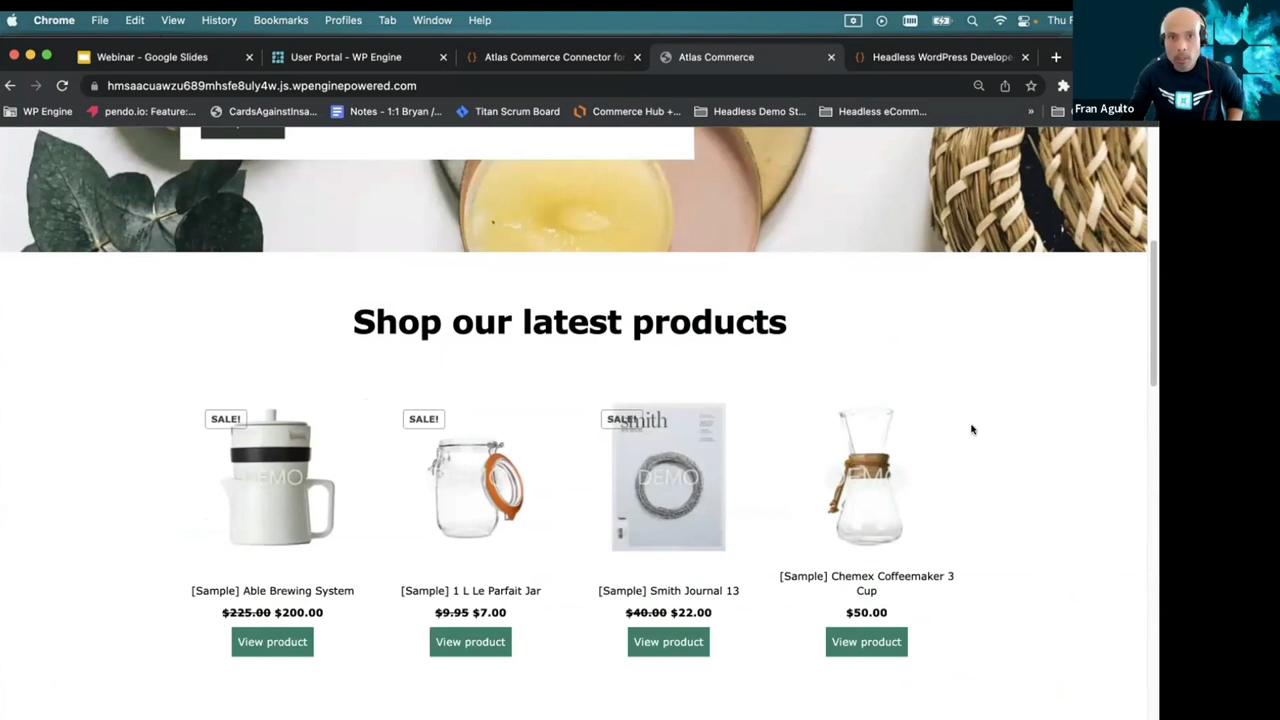 Chrome File Edit View History Bookmarks Profiles Tab Window Help
Webinar - Google Slides
User Portal - WP Engine
Atlas Commerce Connector for
Atlas Commerce
Headless WordPress Develope
hmsaacuawzu689mhsfe8uly4w.js.wpenginepowered.com
WP Engine
pendo.io: Feature:...
CardsAgainstInsa...
Notes - 1:1 Bryan /...
Titan Scrum Board
Commerce Hub +...
Headless Demo St...
Headless eComm...
»
Fran Agulto
Shop our latest products
SALE!
SALE!
SALE!
smith
DEMO
DEMO
DEMO
DEMO
[Sample] Able Brewing System
$225.00 $200.00
View product
[Sample] 1 L Le Parfait Jar
$9.95 $7.00
View product
[Sample] Smith Journal 13
$40.00 $22.00
View product
[Sample] Chemex Coffeemaker 3
Cup
$50.00
View product